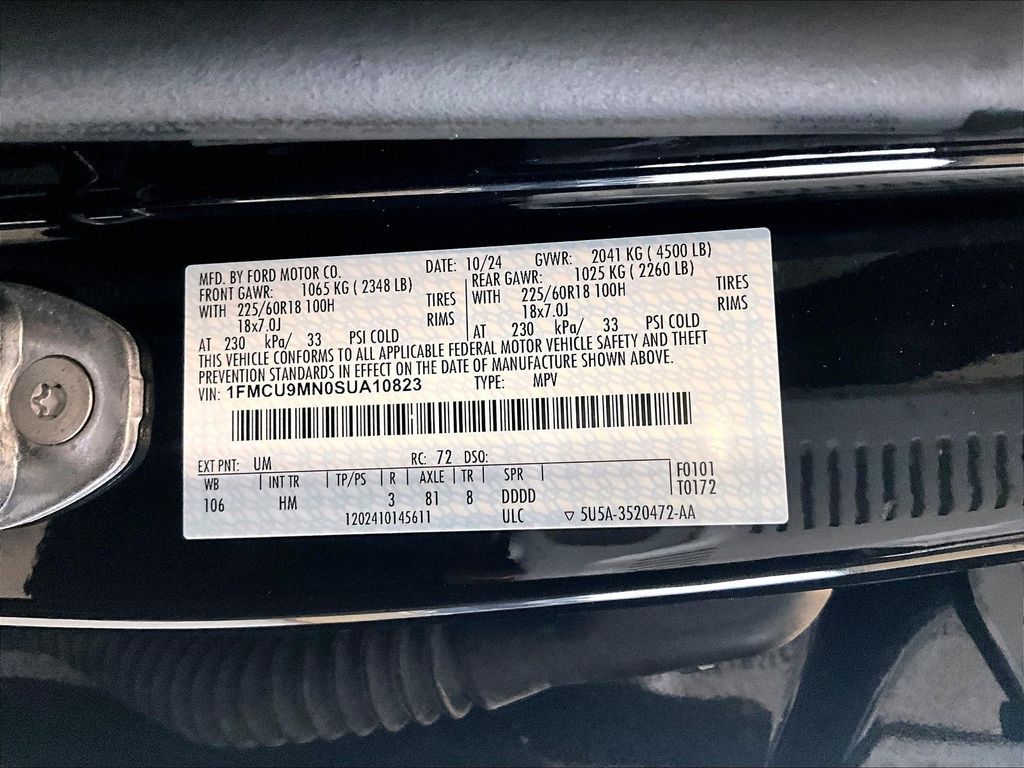 MFD. BY FORD MOTOR CO. DATE: 10/24 GVWR: 2041 KG ( 4500 LB)
FRONT GAWR: 1065 KG ( 2348 LB) REAR GAWR: 1025 KG ( 2260 LB)
WITH 225/60R18 100H TIRES WITH 225/60R18 100H TIRES
18x7.0J RIMS 18x7.0J RIMS
AT 230 kPa/ 33 PSI COLD AT 230 kPa/ 33 PSI COLD
THIS VEHICLE CONFORMS TO ALL APPLICABLE FEDERAL MOTOR VEHICLE SAFETY AND THEFT
PREVENTION STANDARDS IN EFFECT ON THE DATE OF MANUFACTURE SHOWN ABOVE.
VIN: 1FMCU9MN0SUA10823 TYPE: MPV
EXT PNT: UM RC: 72 DSO:
WB INT TR TP/PS R AXLE TR SPR F0101
106 HM 3 81 8 DDDD T0172
1202410145611 ULC ▽ 5U5A-3520472-AA